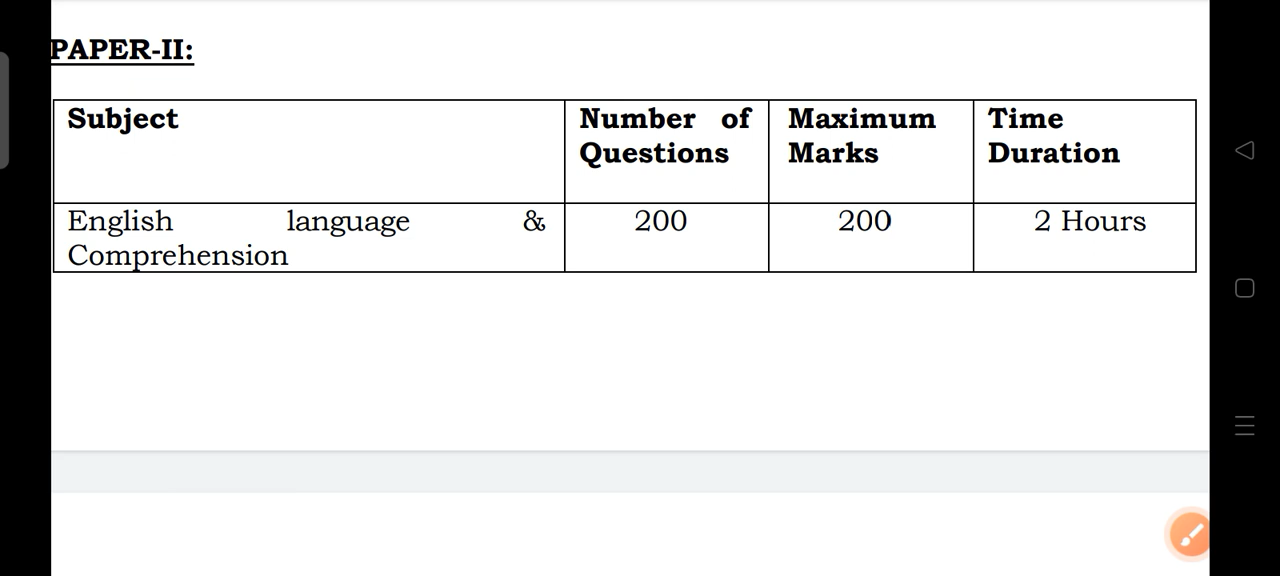 PAPER-II:
Subject
Number of Questions
Maximum Marks
Time Duration
English language & Comprehension
200
200
2 Hours